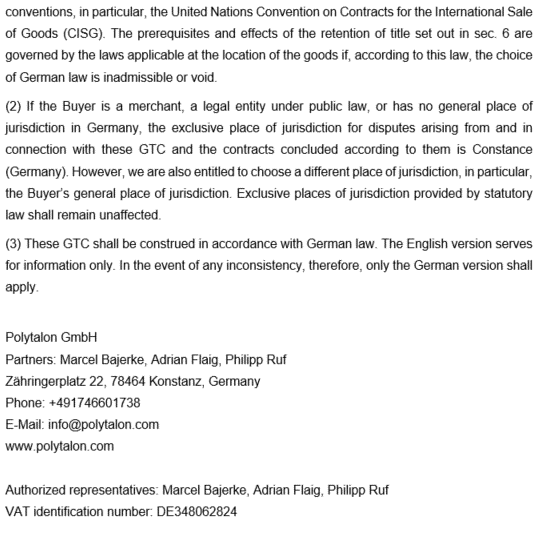 conventions, in particular, the United Nations Convention on Contracts for the International Sale
of Goods (CISG). The prerequisites and effects of the retention of title set out in sec. 6 are
governed by the laws applicable at the location of the goods if, according to this law, the choice
of German law is inadmissible or void.
(2) If the Buyer is a merchant, a legal entity under public law, or has no general place of
jurisdiction in Germany, the exclusive place of jurisdiction for disputes arising from and in
connection with these GTC and the contracts concluded according to them is Constance
(Germany). However, we are also entitled to choose a different place of jurisdiction, in particular,
the Buyer's general place of jurisdiction. Exclusive places of jurisdiction provided by statutory
law shall remain unaffected.
(3) These GTC shall be construed in accordance with German law. The English version serves
for information only. In the event of any inconsistency, therefore, only the German version shall
apply.
Polytalon GmbH
Partners: Marcel Bajerke, Adrian Flaig, Philipp Ruf
Zähringerplatz 22, 78464 Konstanz, Germany
Phone: +491746601738
E-Mail: info@polytalon.com
www.polytalon.com
Authorized representatives: Marcel Bajerke, Adrian Flaig, Philipp Ruf
VAT identification number: DE348062824